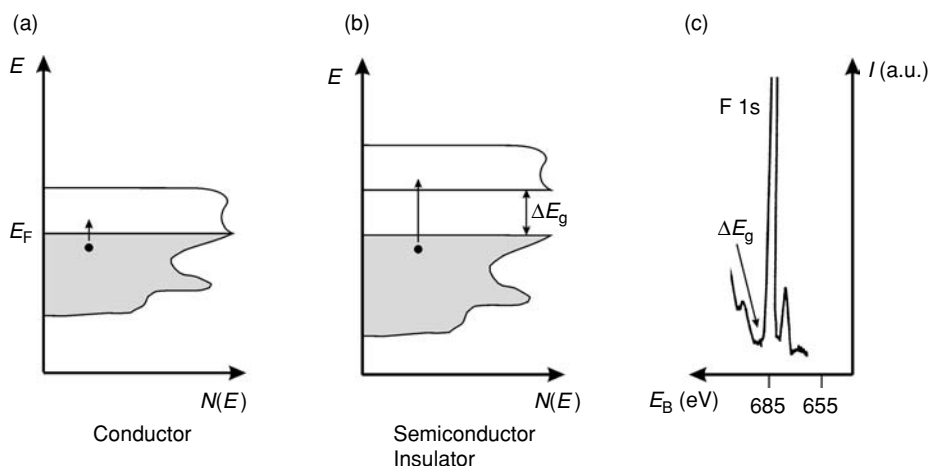 (a)
E
E_F
N(E)
Conductor
(b)
E
ΔE_g
N(E)
Semiconductor
Insulator
(c)
I (a.u.)
F 1s
ΔE_g
E_B (eV)
685
655